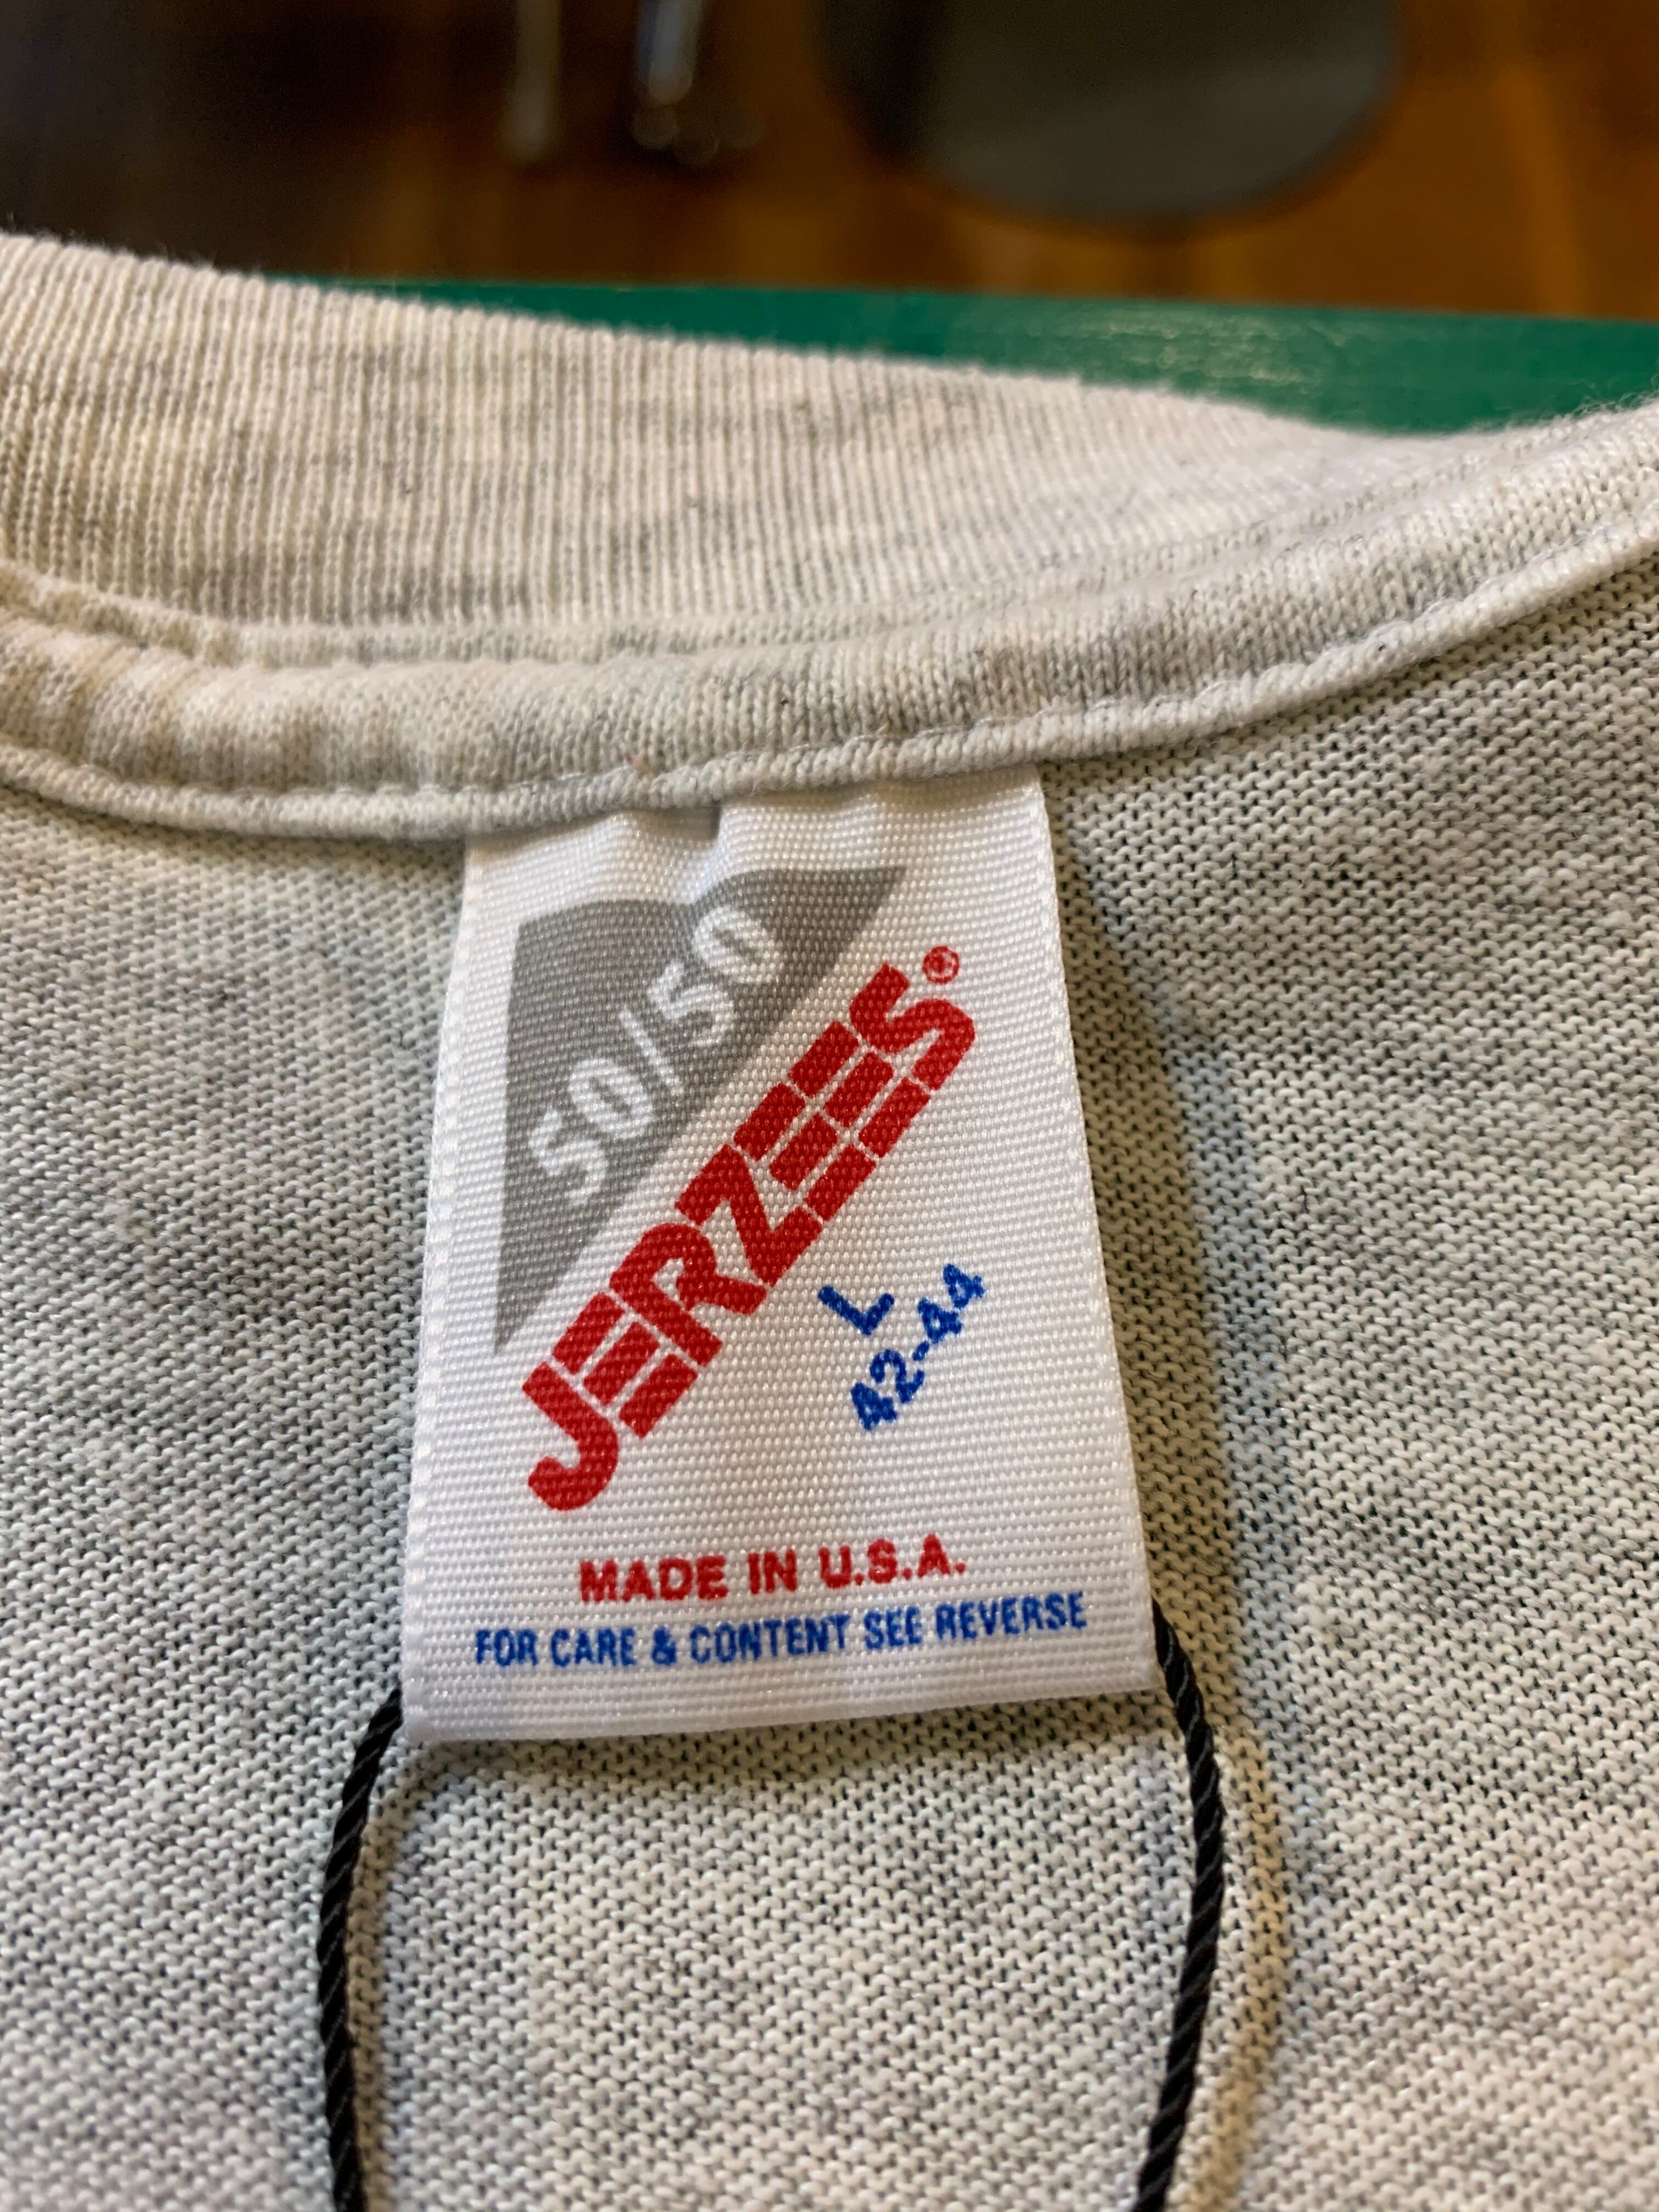 50/50
JERZEES®
L
42-44
MADE IN U.S.A.
FOR CARE & CONTENT SEE REVERSE